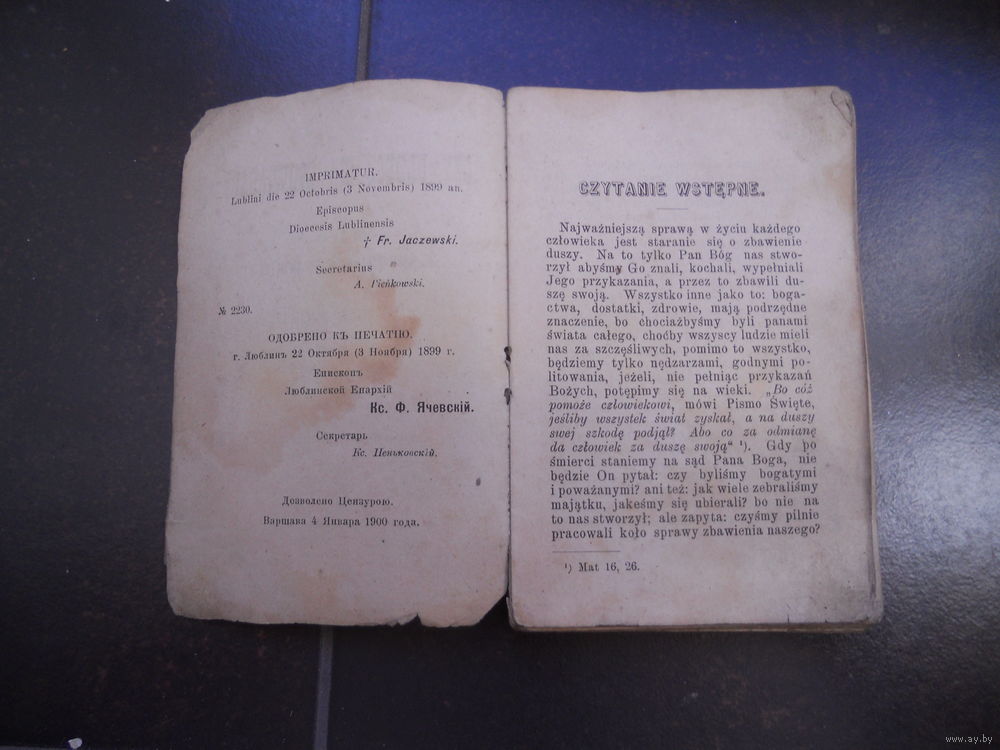 IMPRIMATUR.
Lublini die 22 Octobris (3 Novembris) 1899 an.
Episcopus
Dioecesis Lublinensis
† Fr. Jaczewski.
Secretarius
A. Pieńkowski.
№ 2230.
ОДОБРЕНО КЪ ПЕЧАТІЮ.
г. Люблинъ 22 Октября (3 Ноября) 1899 г.
Епископъ
Люблинской Епархій
Кс. Ф. Ячевскій.
Секретарь
Кс. Пеньковскій.
Дозволено Цензурою.
Варшава 4 Января 1900 года.
CZYTANIE WSTĘPNE.
Najważniejszą sprawą w życiu każdego
człowieka jest staranie się o zbawienie
duszy. Na to tylko Pan Bóg nas stwo-
rzył abyśmy Go znali, kochali, wypełniali
Jego przykazania, a przez to zbawili du-
szę swoją. Wszystko inne jako to: boga-
ctwa, dostatki, zdrowie, mają podrzędne
znaczenie, bo chociażbyśmy byli panami
świata całego, choćby wszyscy ludzie mieli
nas za szczęśliwych, pomimo to wszystko,
będziemy tylko nędzarzami, godnymi po-
litowania, jeżeli, nie pełniąc przykazań
Bożych, potępimy się na wieki. „Bo cóż
pomoże człowiekowi, mówi Pismo Święte,
jeśliby wszystek świat zyskał, a na duszy
swej szkodę podjął? Abo co za odmianę
da człowiek za duszę swoją“ ¹). Gdy po
śmierci staniemy na sąd Pana Boga, nie
będzie On pytał: czy byliśmy bogatymi
i poważanymi? ani też: jak wiele zebraliśmy
majątku, jakeśmy się ubierali? bo nie na
to nas stworzył; ale zapyta: czyśmy pilnie
pracowali koło sprawy zbawienia naszego?
¹) Mat 16, 26.
www.ay.by